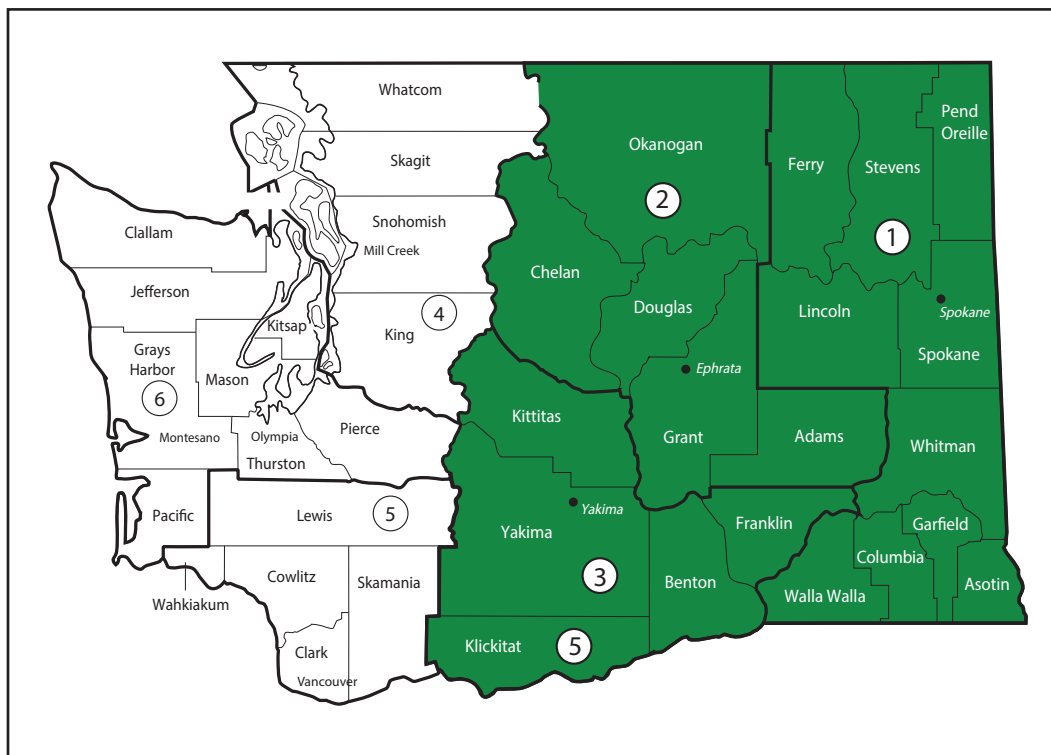 Whatcom
Skagit
Snohomish
Mill Creek
Clallam
Jefferson
Kitsap
King
4
Grays
Harbor
Mason
6
Montesano
Olympia
Thurston
Pierce
Pacific
Lewis
5
Wahkiakum
Cowlitz
Skamania
Clark
Vancouver
Okanogan
2
Chelan
Douglas
Ephrata
Grant
Adams
Ferry
Stevens
Pend
Oreille
1
Lincoln
Spokane
Spokane
Whitman
Kittitas
Yakima
Yakima
3
Benton
Franklin
Klickitat
5
Walla Walla
Columbia
Garfield
Asotin